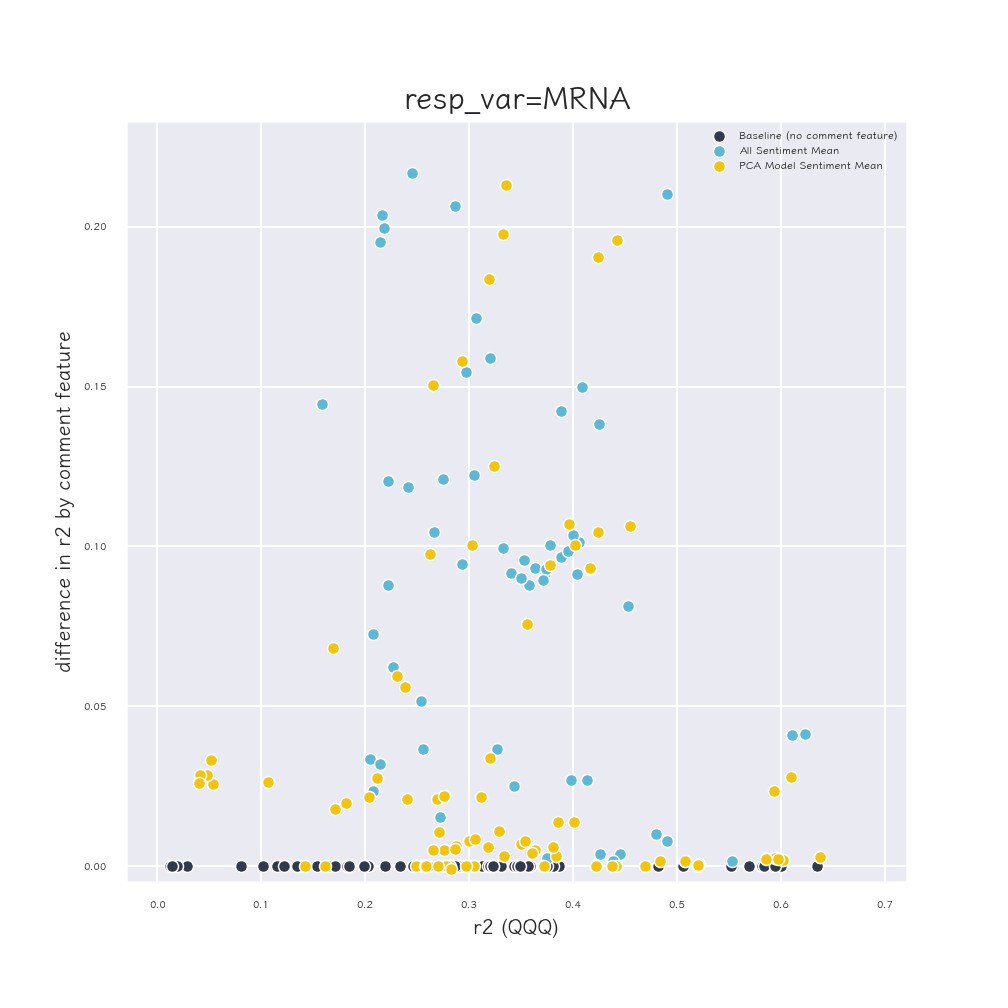 resp_var=MRNA
Baseline (no comment feature)
All Sentiment Mean
PCA Model Sentiment Mean
0.20
0.15
0.10
0.05
0.00
difference in r2 by comment feature
0.0 0.1 0.2 0.3 0.4 0.5 0.6 0.7
r2 (QQQ)